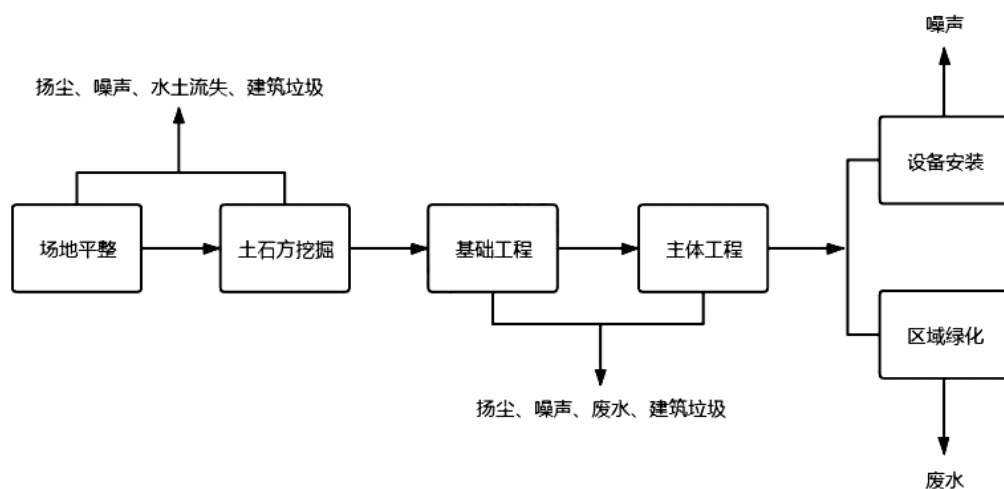 噪声
扬尘、噪声、水土流失、建筑垃圾
设备安装
场地平整
土石方挖掘
基础工程
主体工程
区域绿化
扬尘、噪声、废水、建筑垃圾
废水